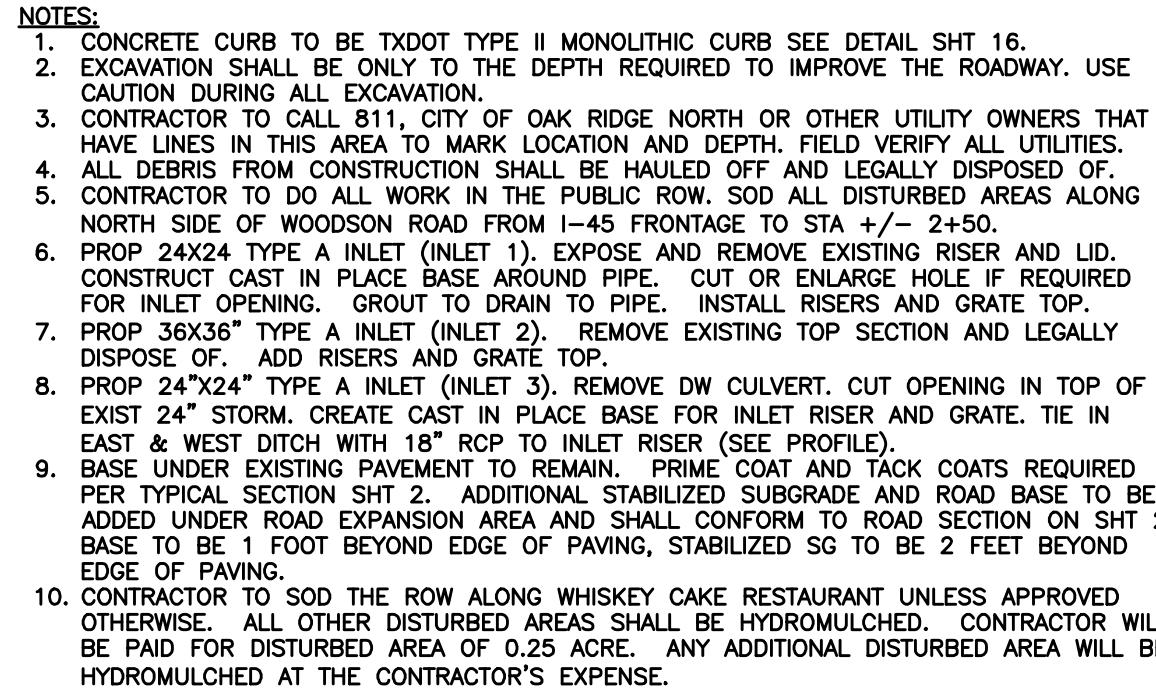 NOTES:
1. CONCRETE CURB TO BE TXDOT TYPE II MONOLITHIC CURB SEE DETAIL SHT 16.
2. EXCAVATION SHALL BE ONLY TO THE DEPTH REQUIRED TO IMPROVE THE ROADWAY. USE
CAUTION DURING ALL EXCAVATION.
3. CONTRACTOR TO CALL 811, CITY OF OAK RIDGE NORTH OR OTHER UTILITY OWNERS THAT
HAVE LINES IN THIS AREA TO MARK LOCATION AND DEPTH. FIELD VERIFY ALL UTILITIES.
4. ALL DEBRIS FROM CONSTRUCTION SHALL BE HAULED OFF AND LEGALLY DISPOSED OF.
5. CONTRACTOR TO DO ALL WORK IN THE PUBLIC ROW. SOD ALL DISTURBED AREAS ALONG
NORTH SIDE OF WOODSON ROAD FROM I-45 FRONTAGE TO STA +/- 2+50.
6. PROP 24X24 TYPE A INLET (INLET 1). EXPOSE AND REMOVE EXISTING RISER AND LID.
CONSTRUCT CAST IN PLACE BASE AROUND PIPE. CUT OR ENLARGE HOLE IF REQUIRED
FOR INLET OPENING. GROUT TO DRAIN TO PIPE. INSTALL RISERS AND GRATE TOP.
7. PROP 36X36" TYPE A INLET (INLET 2). REMOVE EXISTING TOP SECTION AND LEGALLY
DISPOSE OF. ADD RISERS AND GRATE TOP.
8. PROP 24"X24" TYPE A INLET (INLET 3). REMOVE DW CULVERT. CUT OPENING IN TOP OF
EXIST 24" STORM. CREATE CAST IN PLACE BASE FOR INLET RISER AND GRATE. TIE IN
EAST & WEST DITCH WITH 18" RCP TO INLET RISER (SEE PROFILE).
9. BASE UNDER EXISTING PAVEMENT TO REMAIN. PRIME COAT AND TACK COATS REQUIRED
PER TYPICAL SECTION SHT 2. ADDITIONAL STABILIZED SUBGRADE AND ROAD BASE TO BE
ADDED UNDER ROAD EXPANSION AREA AND SHALL CONFORM TO ROAD SECTION ON SHT
BASE TO BE 1 FOOT BEYOND EDGE OF PAVING, STABILIZED SG TO BE 2 FEET BEYOND
EDGE OF PAVING.
10. CONTRACTOR TO SOD THE ROW ALONG WHISKEY CAKE RESTAURANT UNLESS APPROVED
OTHERWISE. ALL OTHER DISTURBED AREAS SHALL BE HYDROMULCHED. CONTRACTOR WIL
BE PAID FOR DISTURBED AREA OF 0.25 ACRE. ANY ADDITIONAL DISTURBED AREA WILL BE
HYDROMULCHED AT THE CONTRACTOR'S EXPENSE.